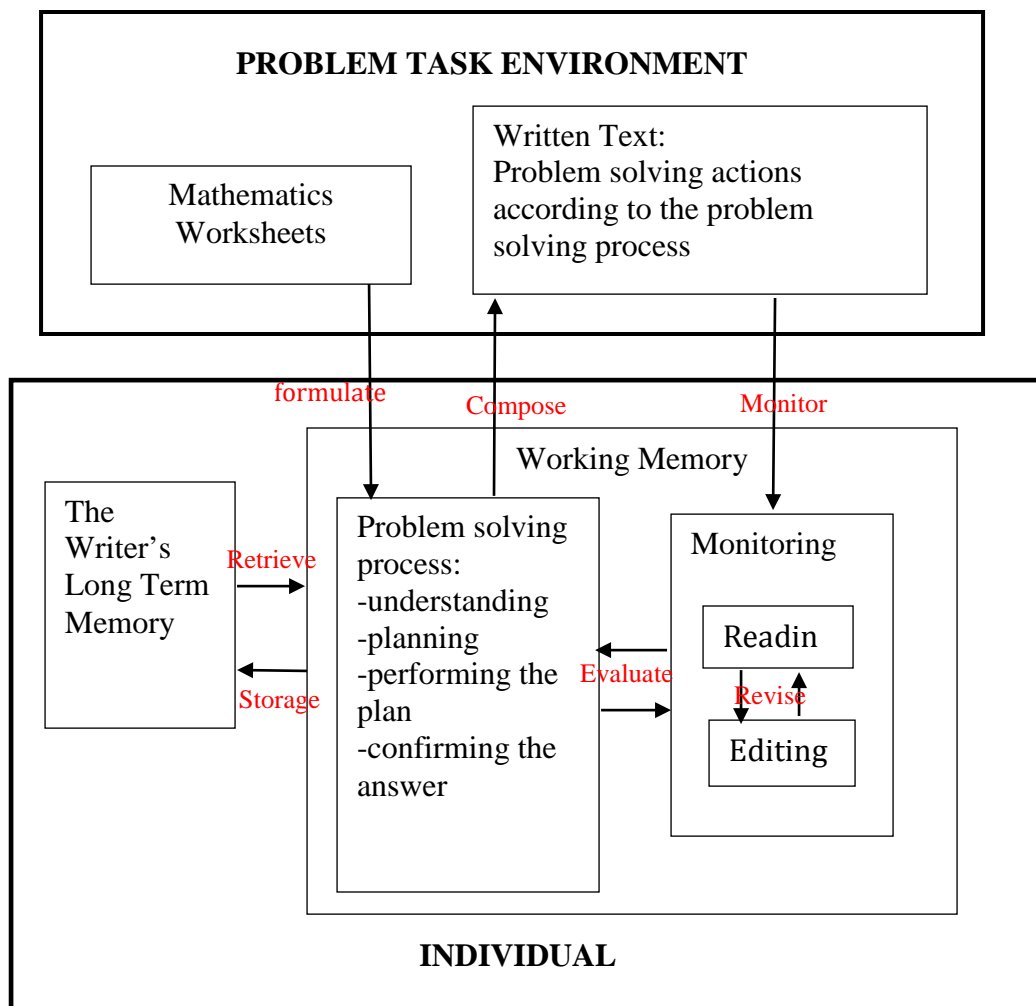 PROBLEM TASK ENVIRONMENT
Mathematics
Worksheets
Written Text:
Problem solving actions
according to the problem
solving process
formulate
Compose
Monitor
Working Memory
The
Writer’s
Long Term
Memory
Retrieve
Storage
Problem solving
process:
-understanding
-planning
-performing the
plan
-confirming the
answer
Evaluate
Monitoring
Readin
Revise
Editing
INDIVIDUAL